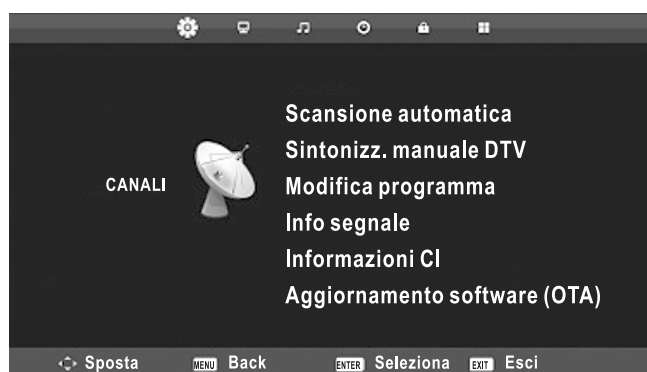 Scansione automatica
Sintonizz. manuale DTV
CANALI
Modifica programma
Info segnale
Informazioni CI
Aggiornamento software (OTA)
Sposta MENU Back ENTER Seleziona EXIT Esci